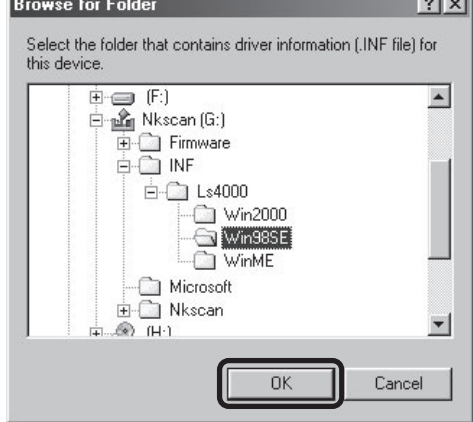 Browse for Folder
Select the folder that contains driver information (.INF file) for
this device.
(F:)
Nkscan (G:)
Firmware
INF
Ls4000
Win2000
Win98SE
WinME
Microsoft
Nkscan
(H:)
OK Cancel